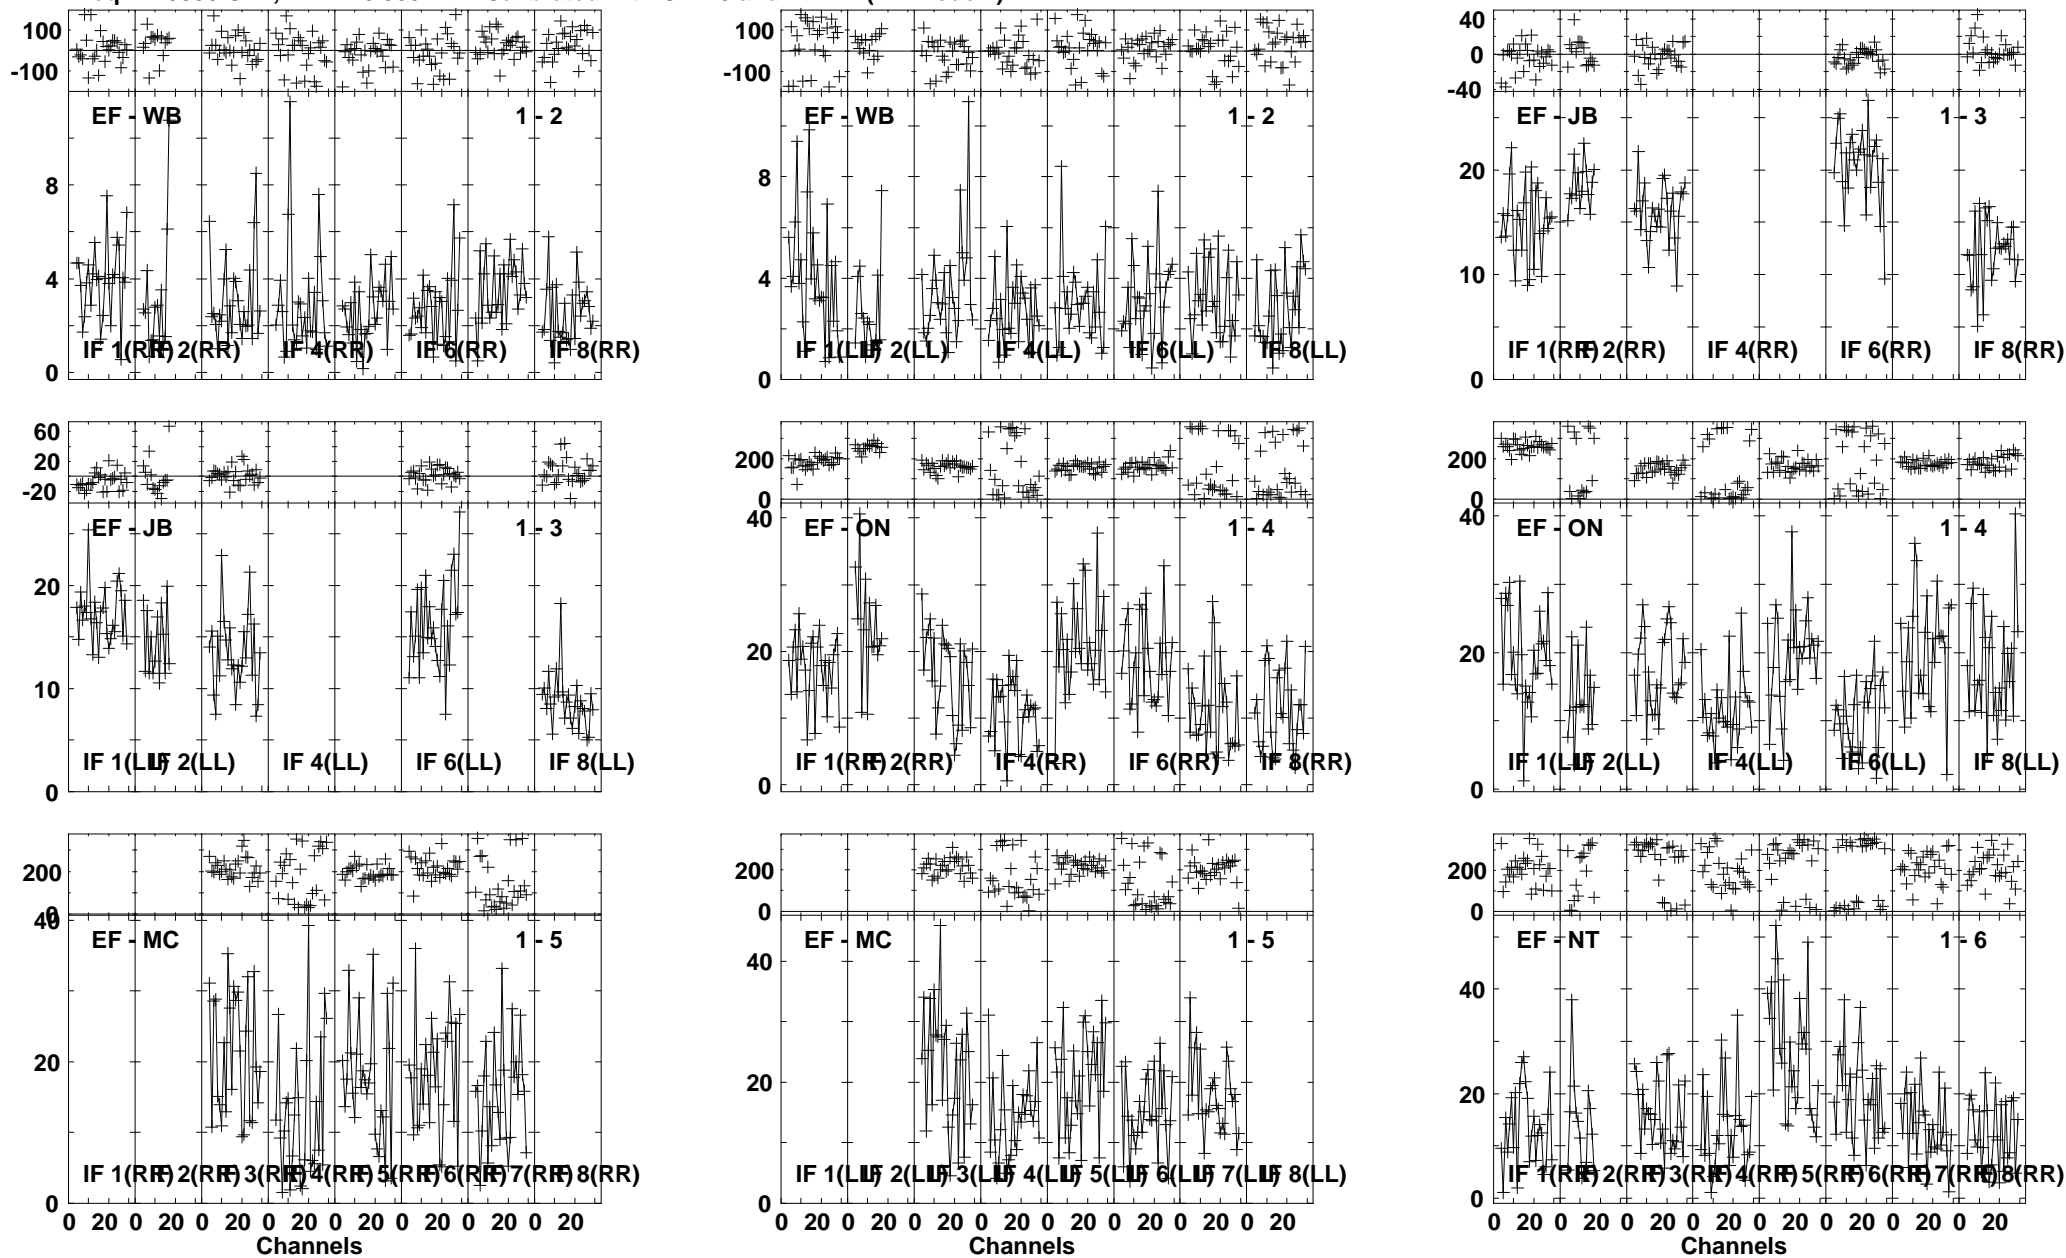 100
-100
EF - WB 1 - 2
8
4
0
IF 1(RR) IF 2(RR) IF 4(RR) IF 6(RR) IF 8(RR)
100
-100
EF - WB 1 - 2
8
4
0
IF 1(LL) IF 2(LL) IF 4(LL) IF 6(LL) IF 8(LL)
40
0
-40
EF - JB 1 - 3
20
10
0
IF 1(RR) IF 2(RR) IF 4(RR) IF 6(RR) IF 8(RR)
60
20
-20
EF - JB 1 - 3
20
10
0
IF 1(LL) IF 2(LL) IF 4(LL) IF 6(LL) IF 8(LL)
200
0
EF - ON 1 - 4
40
20
0
IF 1(RR) IF 2(RR) IF 4(RR) IF 6(RR) IF 8(RR)
200
0
EF - ON 1 - 4
40
20
0
IF 1(LL) IF 2(LL) IF 4(LL) IF 6(LL) IF 8(LL)
200
0
EF - MC 1 - 5
40
20
0
IF 1(RR) IF 2(RR) IF 3(RR) IF 4(RR) IF 5(RR) IF 6(RR) IF 7(RR) IF 8(RR)
0 20 0 20 0 20 0 20 0 20 0 20 0 20 0 20
Channels
200
0
EF - MC 1 - 5
40
20
0
IF 1(LL) IF 2(LL) IF 3(LL) IF 4(LL) IF 5(LL) IF 6(LL) IF 7(LL) IF 8(LL)
0 20 0 20 0 20 0 20 0 20 0 20 0 20 0 20
Channels
200
0
EF - NT 1 - 6
40
20
0
IF 1(RR) IF 2(RR) IF 3(RR) IF 4(RR) IF 5(RR) IF 6(RR) IF 7(RR) IF 8(RR)
0 20 0 20 0 20 0 20 0 20 0 20 0 20 0 20
Channels